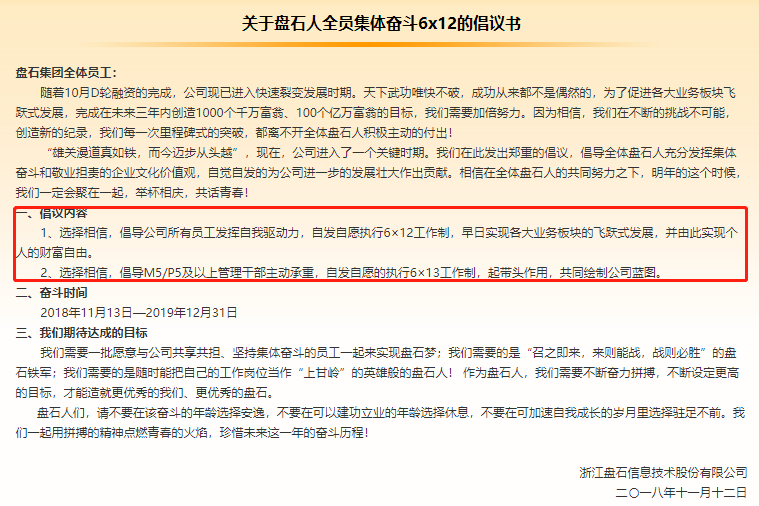 关于盘石人全员集体奋斗6x12的倡议书
盘石集团全体员工：
随着10月D轮融资的完成，公司现已进入快速裂变发展时期。天下武功唯快不破，成功从来都不是偶然的，为了促进各大业务板块飞
跃式发展，完成在未来三年内创造1000个千万富翁、100个亿万富翁的目标，我们需要加倍努力。因为相信，我们在不断的挑战不可能，
创造新的纪录，我们每一次里程碑式的突破，都离不开全体盘石人积极主动的付出！
“雄关漫道真如铁，而今迈步从头越”，现在，公司进入了一个关键时期。我们在此发出郑重的倡议，倡导全体盘石人充分发挥集体
奋斗和敬业担责的企业文化价值观，自觉自发的为公司进一步的发展壮大作出贡献。相信在全体盘石人的共同努力之下，明年的这个时候，
我们一定会聚在一起，举杯相庆，共话青春！
一、倡议内容
1、选择相信，倡导公司所有员工发挥自我驱动力，自发自愿执行6×12工作制，早日实现各大业务板块的飞跃式发展，并由此实现个
人的财富自由。
2、选择相信，倡导M5/P5及以上管理干部主动承重，自发自愿的执行6×13工作制，起带头作用，共同绘制公司蓝图。
二、奋斗时间
2018年11月13日—2019年12月31日
三、我们期待达成的目标
我们需要一批愿意与公司共享共担、坚持集体奋斗的员工一起来实现盘石梦；我们需要的是“召之即来，来则能战，战则必胜”的盘
石铁军；我们需要的是随时能把自己的工作岗位当作“上甘岭”的英雄般的盘石人！ 作为盘石人，我们需要不断奋力拼搏，不断设定更高
的目标，才能造就更优秀的我们、更优秀的盘石。
盘石人们，请不要在该奋斗的年龄选择安逸，不要在可以建功立业的年龄选择休息，不要在可加速自我成长的岁月里选择驻足不前。我
们一起用拼搏的精神点燃青春的火焰，珍惜未来这一年的奋斗历程！
浙江盘石信息技术股份有限公司
二〇一八年十一月十二日